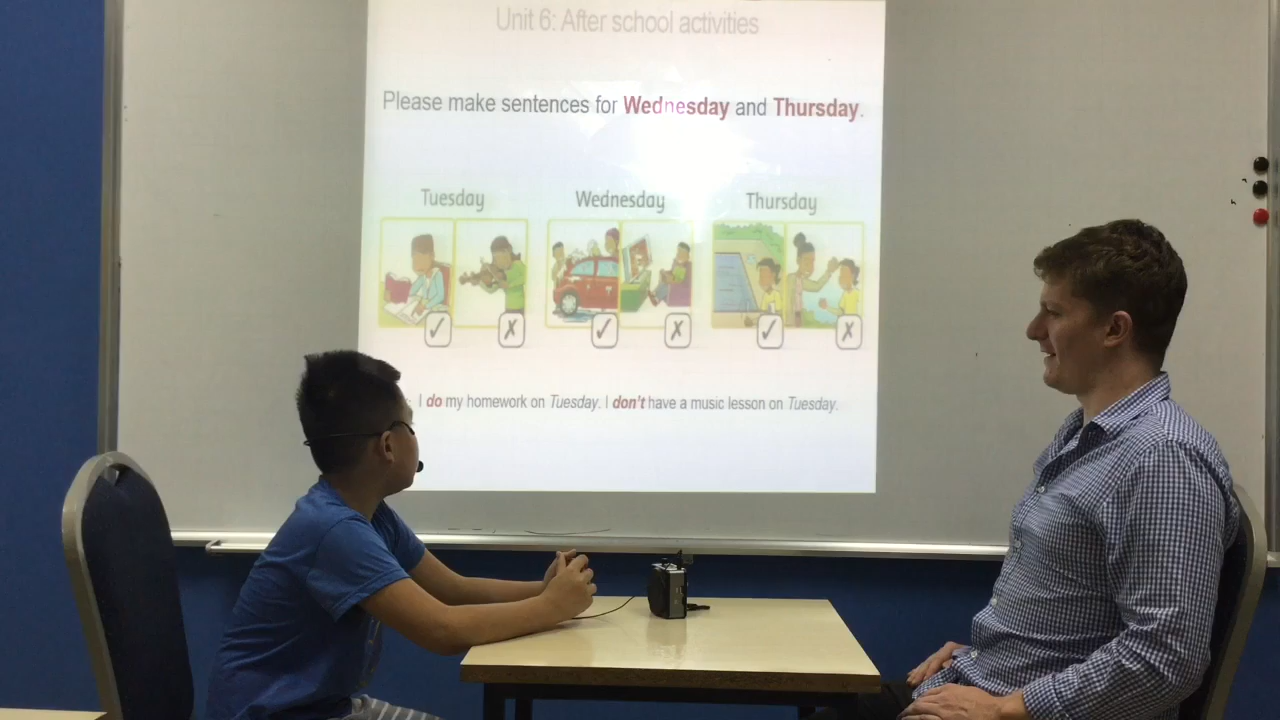 Unit 6: After school activities
Please make sentences for Wednesday and Thursday.
Tuesday Wednesday Thursday
I do my homework on Tuesday. I don't have a music lesson on Tuesday.